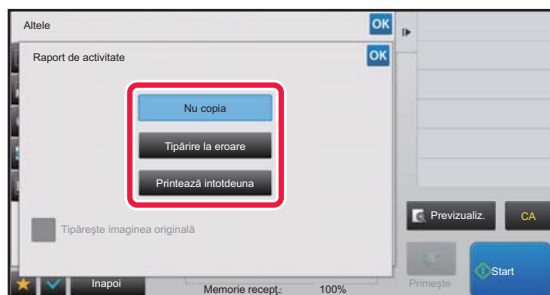 Altele
OK
Raport de activitate
OK
Nu copia
Tipărire la eroare
Printează intotdeuna
Tipăreşte imaginea originală
Previzualiz.
CA
Inapoi
Memorie recept.:
100%
Primeşte
Start